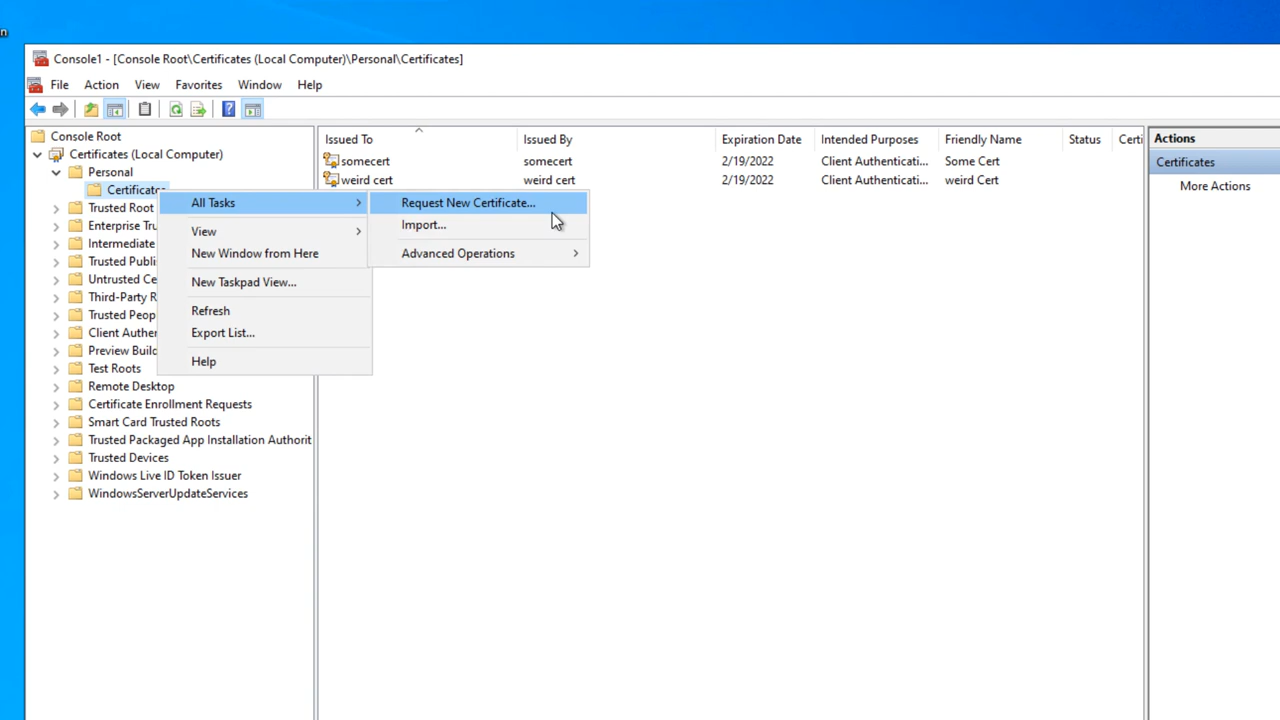 n
Console1 - [Console Root\Certificates (Local Computer)\Personal\Certificates]
File Action View Favorites Window Help
Console Root
Certificates (Local Computer)
Personal
Certificates
Trusted Root
Enterprise Tru
Intermediate
Trusted Publi
Untrusted Ce
Third-Party R
Trusted Peop
Client Auther
Preview Build
Test Roots
Remote Desktop
Certificate Enrollment Requests
Smart Card Trusted Roots
Trusted Packaged App Installation Authorit
Trusted Devices
Windows Live ID Token Issuer
WindowsServerUpdateServices
All Tasks
View
New Window from Here
New Taskpad View...
Refresh
Export List...
Help
Request New Certificate...
Import...
Advanced Operations
Issued To Issued By Expiration Date Intended Purposes Friendly Name Status Certi
somecert somecert 2/19/2022 Client Authenticati... Some Cert
weird cert weird cert 2/19/2022 Client Authenticati... weird Cert
Actions
Certificates
More Actions